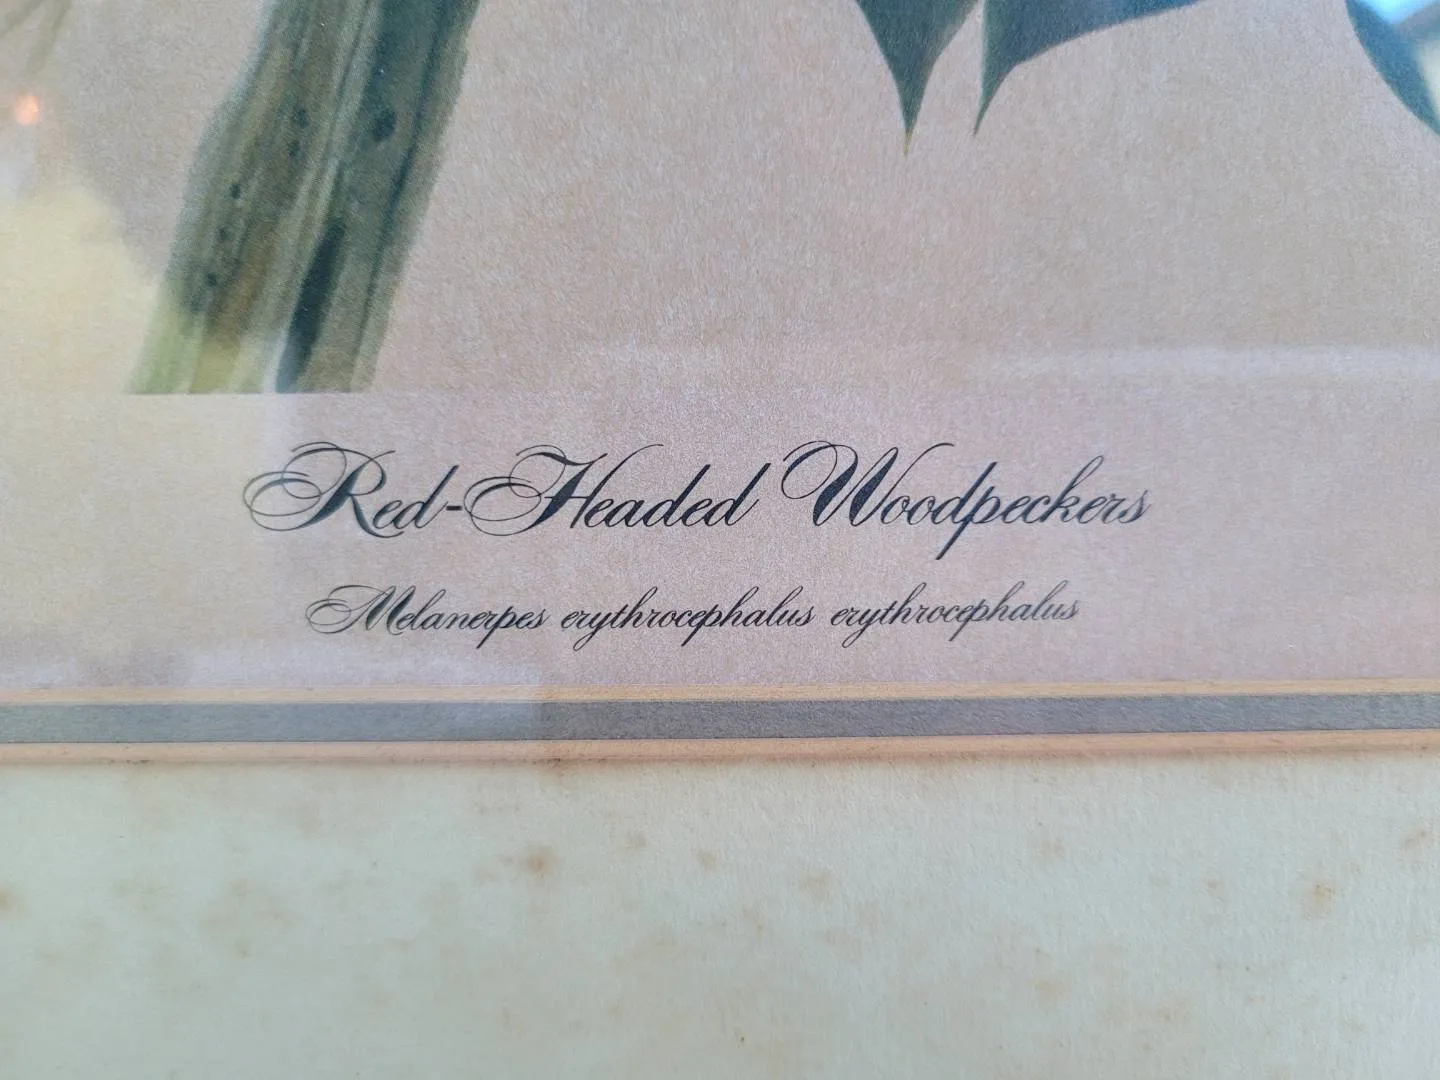 Red-Headed Woodpeckers
Melanerpes erythrocephalus erythrocephalus